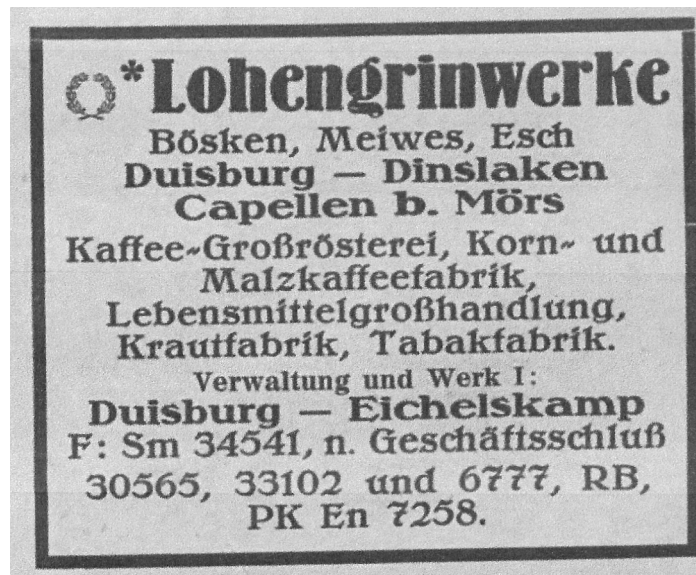 *Lohengrinwerke
Bösken, Meiwes, Esch
Duisburg — Dinslaken
Capellen b. Mörs
Kaffee-Großrösterei, Korn- und
Malzkaffeefabrik,
Lebensmittelgroßhandlung,
Krautfabrik, Tabakfabrik.
Verwaltung und Werk I:
Duisburg — Eichelskamp
F: Sm 34541, n. Geschäftsschluß
30565, 33102 und 6777, RB,
PK En 7258.